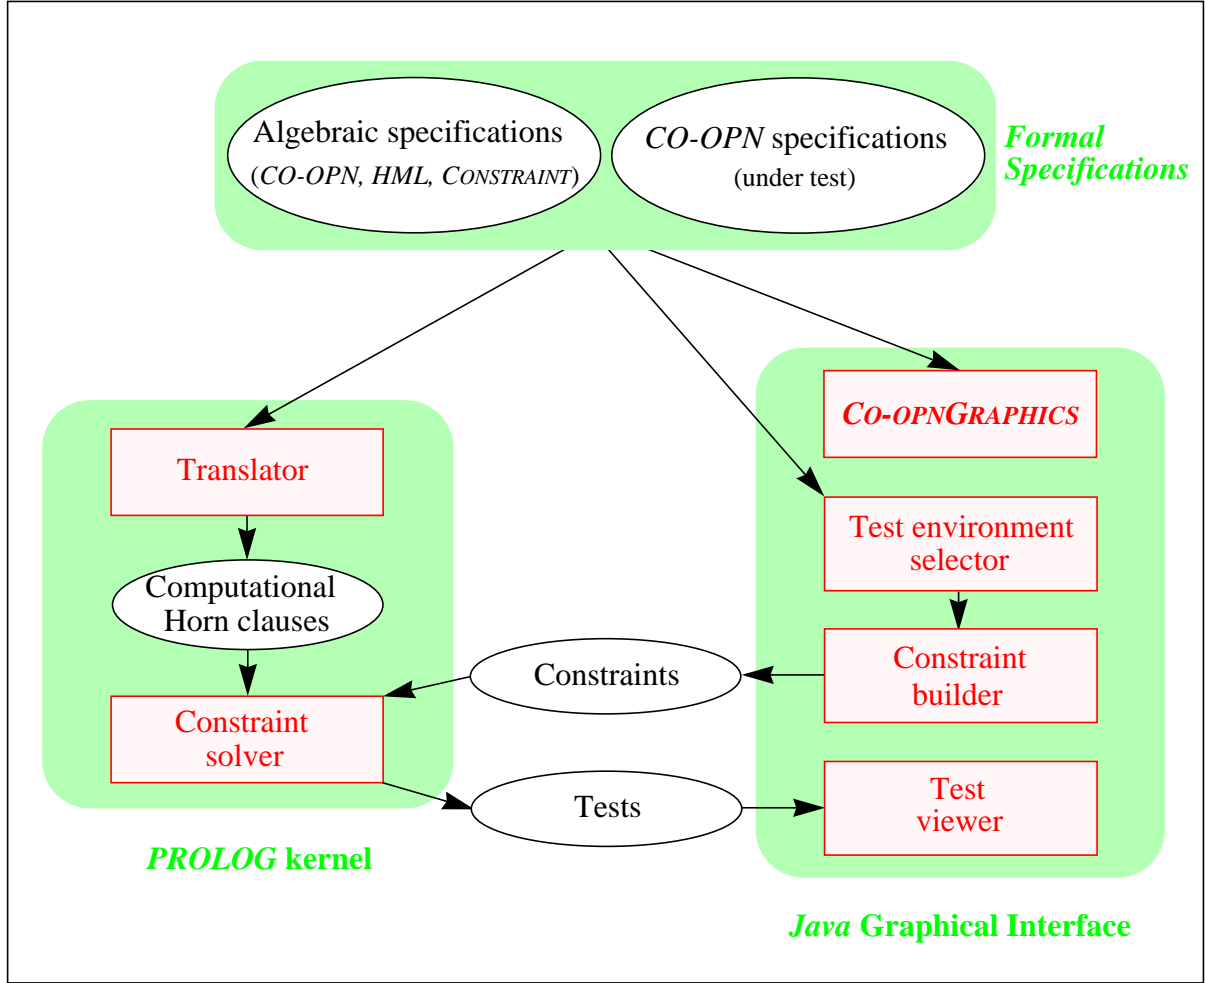 Algebraic specifications
(CO-OPN, HML, CONSTRAINT)
CO-OPN specifications
(under test)
Formal
Specifications
CO-OPNGRAPHICS
Translator
Test environment
selector
Computational
Horn clauses
Constraints
Constraint
builder
Constraint
solver
Tests
Test
viewer
PROLOG kernel
Java Graphical Interface